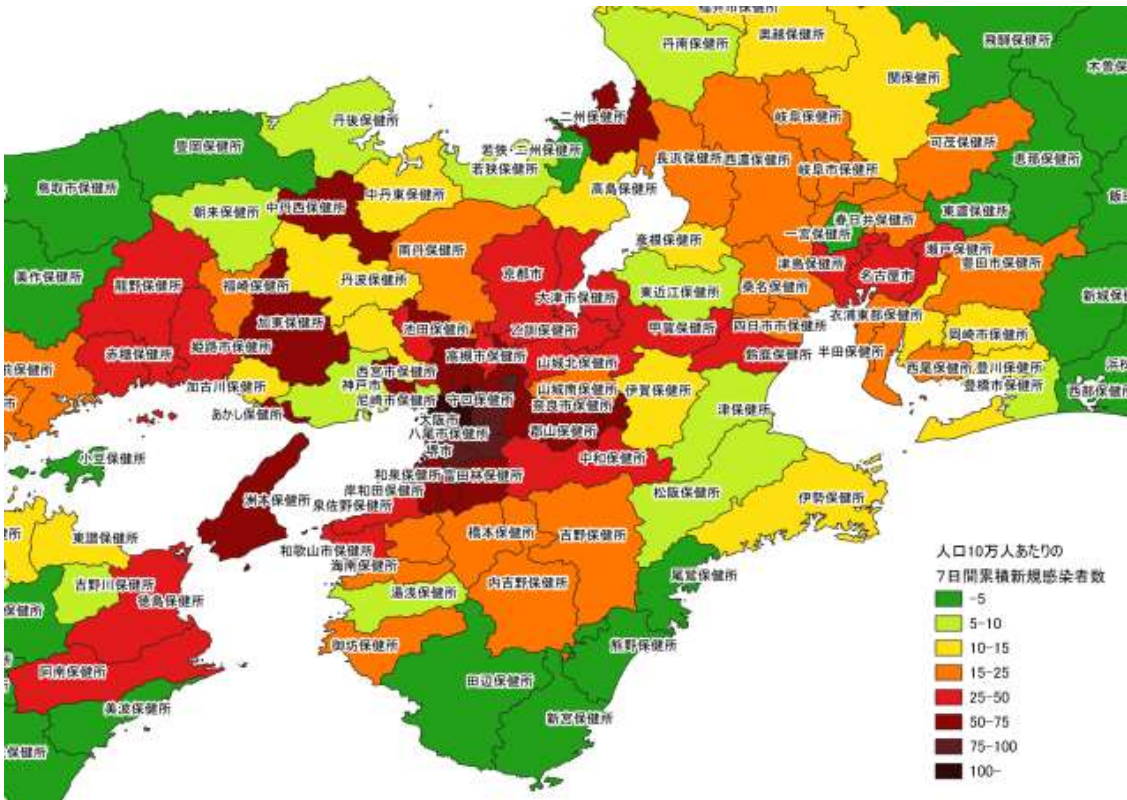 福井市保健所
奥越保健所
丹南保健所
飛騨保健所
木曽保
関保健所
二州保健所
岐阜保健所
丹後保健所
豊岡保健所
若狭・二州保健所
若狭保健所
長浜保健所
西濃保健所
可茂保健所
恵那保健所
岐阜市保健所
鳥取市保健所
高島保健所
中丹東保健所
中丹西保健所
朝来保健所
飯田
春日井保健所
東濃保健所
一宮保健所
南丹保健所
彦根保健所
瀬戸保健所
美作保健所
龍野保健所
福崎保健所
丹波保健所
京都市
津島保健所
名古屋市
豊田市保健所
大津市保健所
東近江保健所
桑名保健所
新城保健
衣浦東部保健所
加東保健所
池田保健所
乙訓保健所
甲賀保健所
四日市市保健所
岡崎市保健所
姫路市保健所
赤穂保健所
高槻市保健所
鈴鹿保健所
半田保健所
山城北保健所
西尾保健所
豊川保健所
浜松
前保健所
西宮市保健所
豊橋市保健所
西部保健所
加古川保健所
神戸市
山城南保健所
伊賀保健所
尼崎市保健所
守口保健所
奈良市保健所
津保健所
市
あかし保健所
大阪市
八尾市保健所
郡山保健所
堺市
小豆保健所
中和保健所
和泉保健所
富田林保健所
岸和田保健所
松阪保健所
洲本保健所
泉佐野保健所
伊勢保健所
所
東讃保健所
橋本保健所
吉野保健所
和歌山市保健所
海南保健所
吉野川保健所
内吉野保健所
尾鷲保健所
湯浅保健所
徳島保健所
保健所
御坊保健所
熊野保健所
阿南保健所
田辺保健所
美波保健所
新宮保健所
保健所
人口10万人あたりの
7日間累積新規感染者数
-5
5-10
10-15
15-25
25-50
50-75
75-100
100-